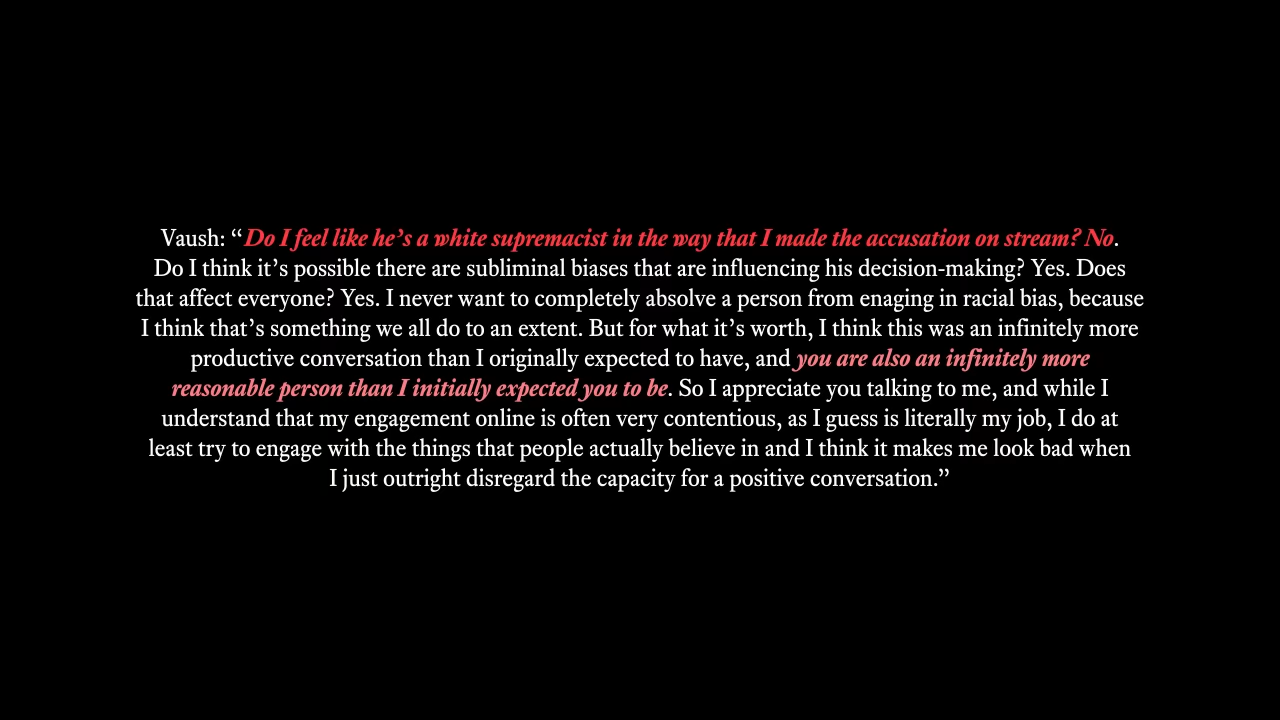 Vaush: “Do I feel like he’s a white supremacist in the way that I made the accusation on stream? No.
Do I think it’s possible there are subliminal biases that are influencing his decision-making? Yes. Does
that affect everyone? Yes. I never want to completely absolve a person from enaging in racial bias, because
I think that’s something we all do to an extent. But for what it’s worth, I think this was an infinitely more
productive conversation than I originally expected to have, and you are also an infinitely more
reasonable person than I initially expected you to be. So I appreciate you talking to me, and while I
understand that my engagement online is often very contentious, as I guess is literally my job, I do at
least try to engage with the things that people actually believe in and I think it makes me look bad when
I just outright disregard the capacity for a positive conversation.”